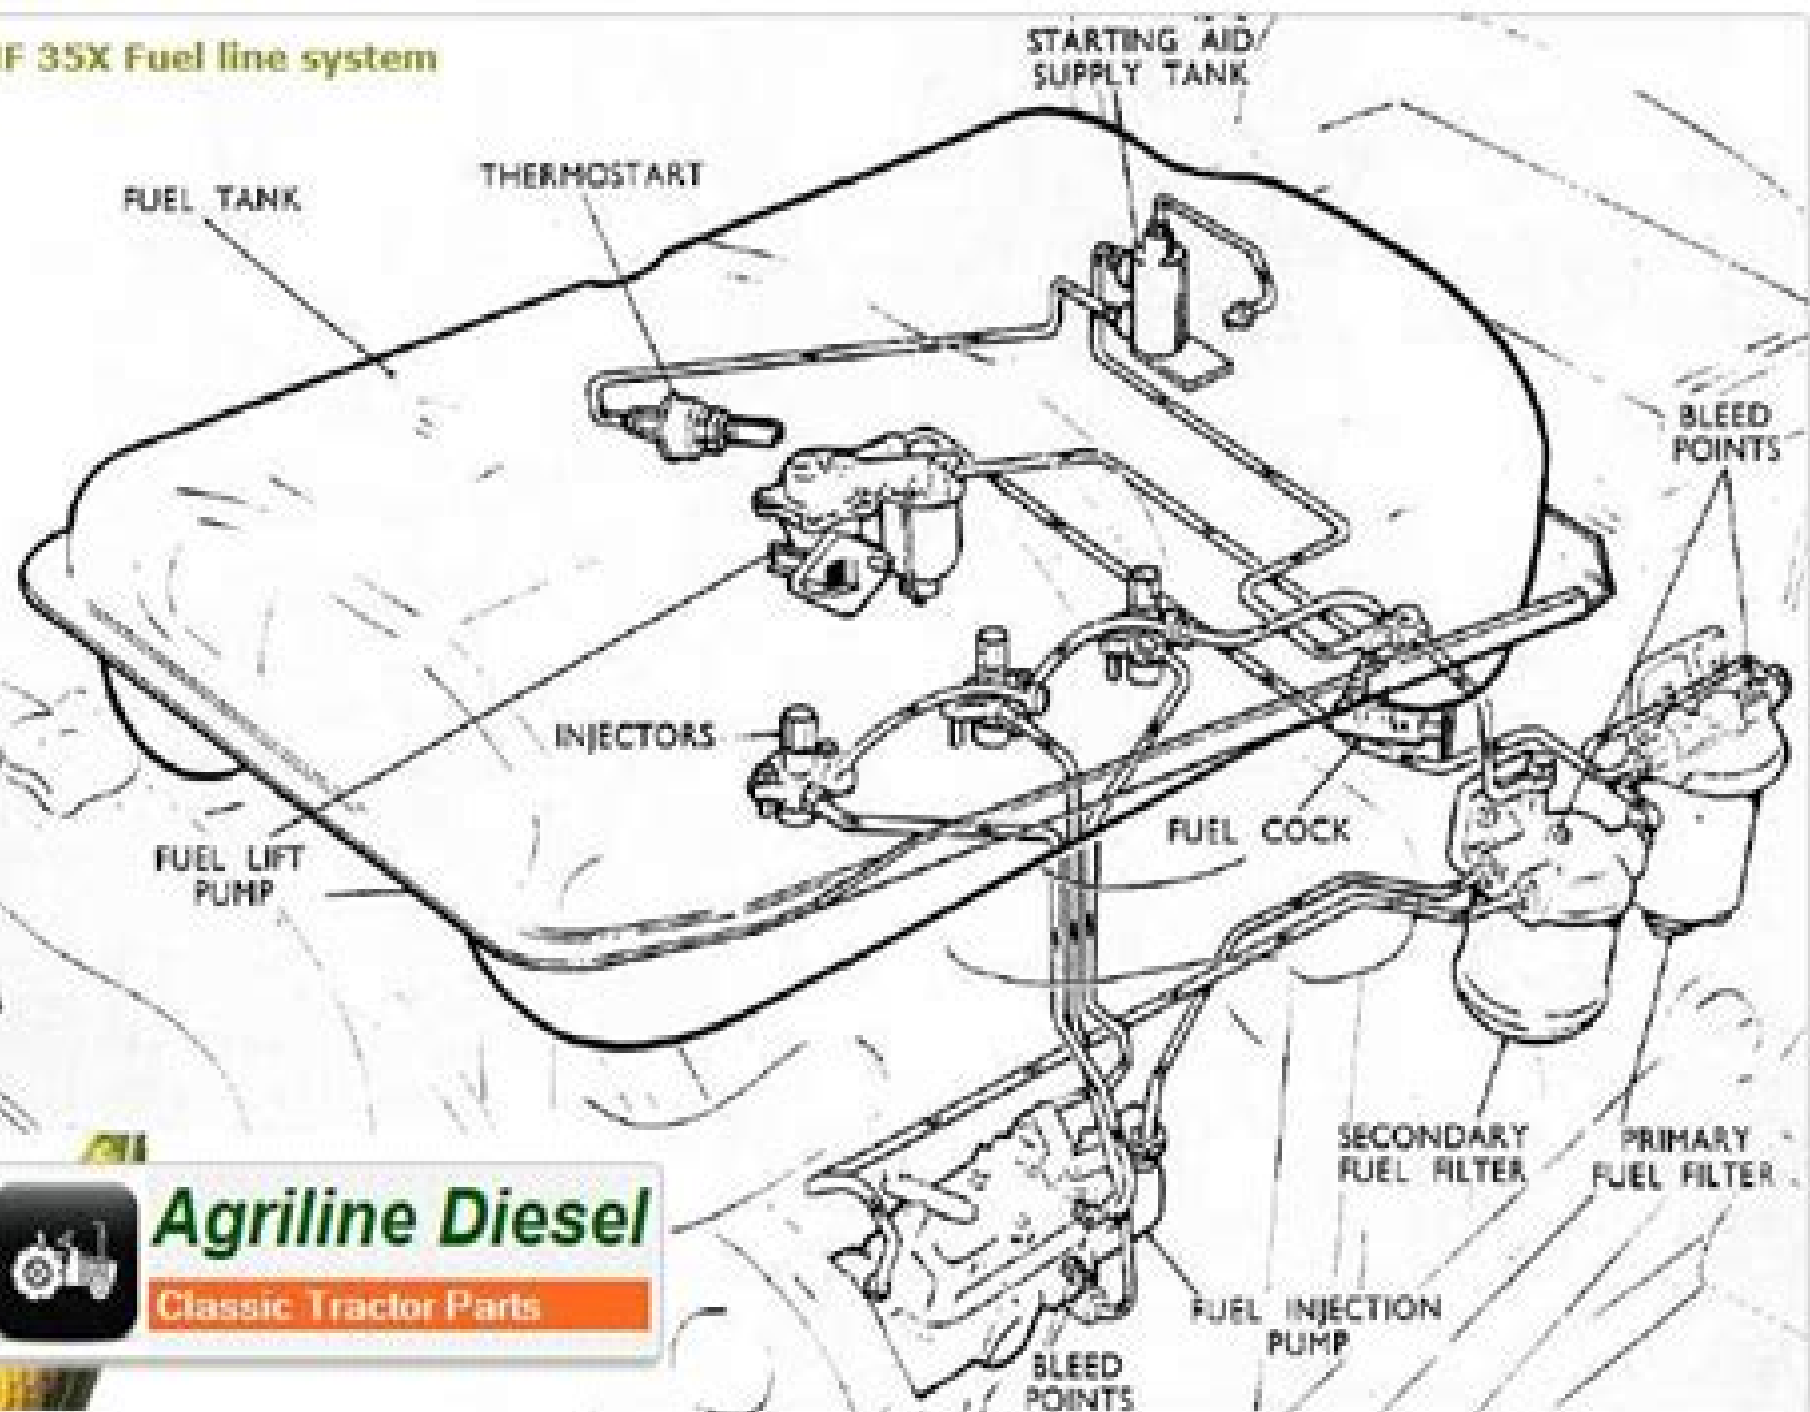 IF 35X Fuel line system
STARTING AID/
SUPPLY TANK
THERMOSTART
FUEL TANK
BLEED
POINTS
INJECTORS
FUEL COCK
FUEL LIFT
PUMP
SECONDARY
FUEL FILTER
PRIMARY
FUEL FILTER
Agriline Diesel
Classic Tractor Parts
FUEL INJECTION
PUMP
BLEED
POINTS